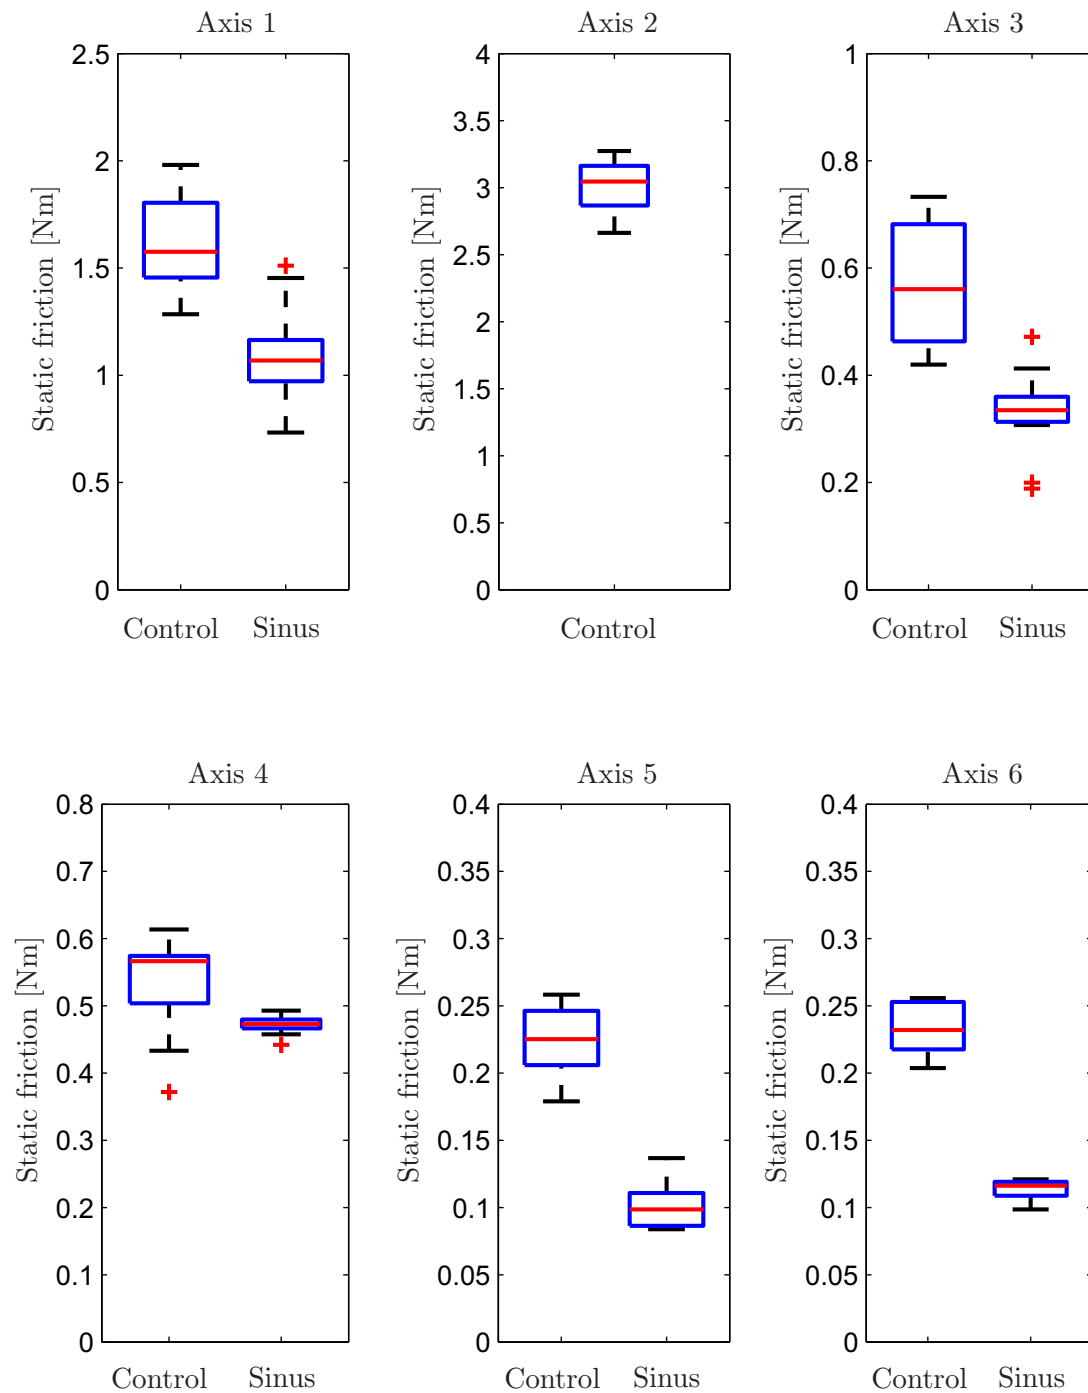 Axis 1
Static friction [Nm]
2.5
2
1.5
1
0.5
0
Control Sinus
Axis 2
Static friction [Nm]
4
3.5
3
2.5
2
1.5
1
0.5
0
Control
Axis 3
Static friction [Nm]
1
0.8
0.6
0.4
0.2
0
Control Sinus
Axis 4
Static friction [Nm]
0.8
0.7
0.6
0.5
0.4
0.3
0.2
0.1
0
Control Sinus
Axis 5
Static friction [Nm]
0.4
0.35
0.3
0.25
0.2
0.15
0.1
0.05
0
Control Sinus
Axis 6
Static friction [Nm]
0.4
0.35
0.3
0.25
0.2
0.15
0.1
0.05
0
Control Sinus